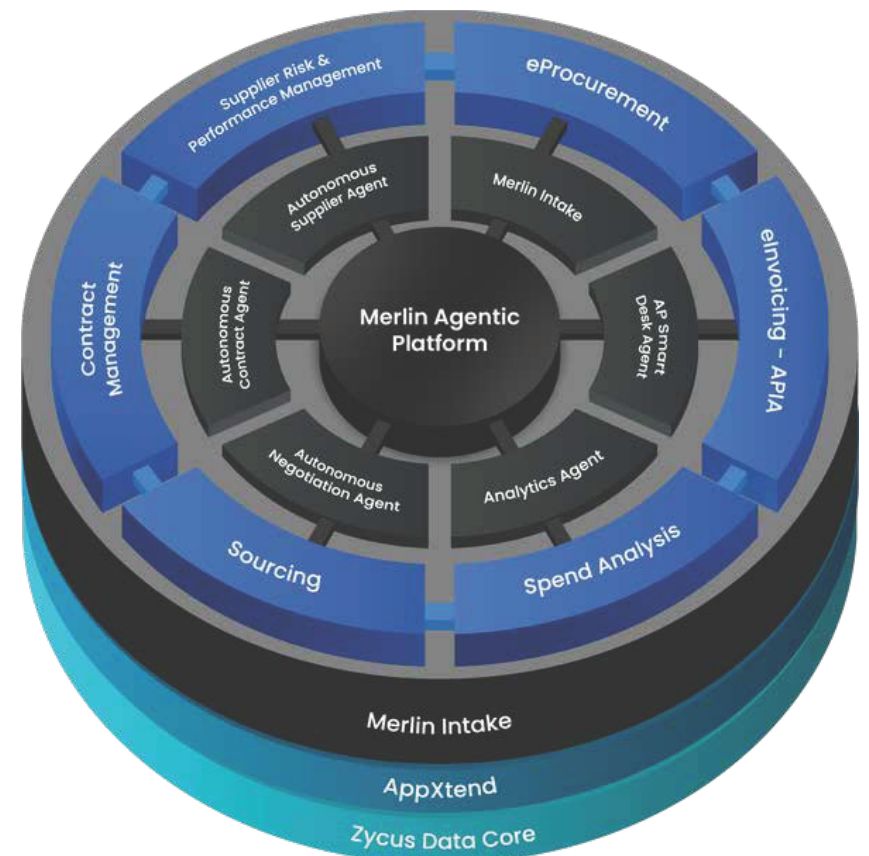 Supplier Risk &
Performance Management
eProcurement
Autonomous
Supplier Agent
Merlin Intake
Contract
Management
Autonomous
Contract Agent
Merlin Agentic
Platform
AP Smart
Desk Agent
eInvoicing - APIA
Autonomous
Negotiation Agent
Analytics Agent
Sourcing
Spend Analysis
Merlin Intake
AppXtend
Zycus Data Core